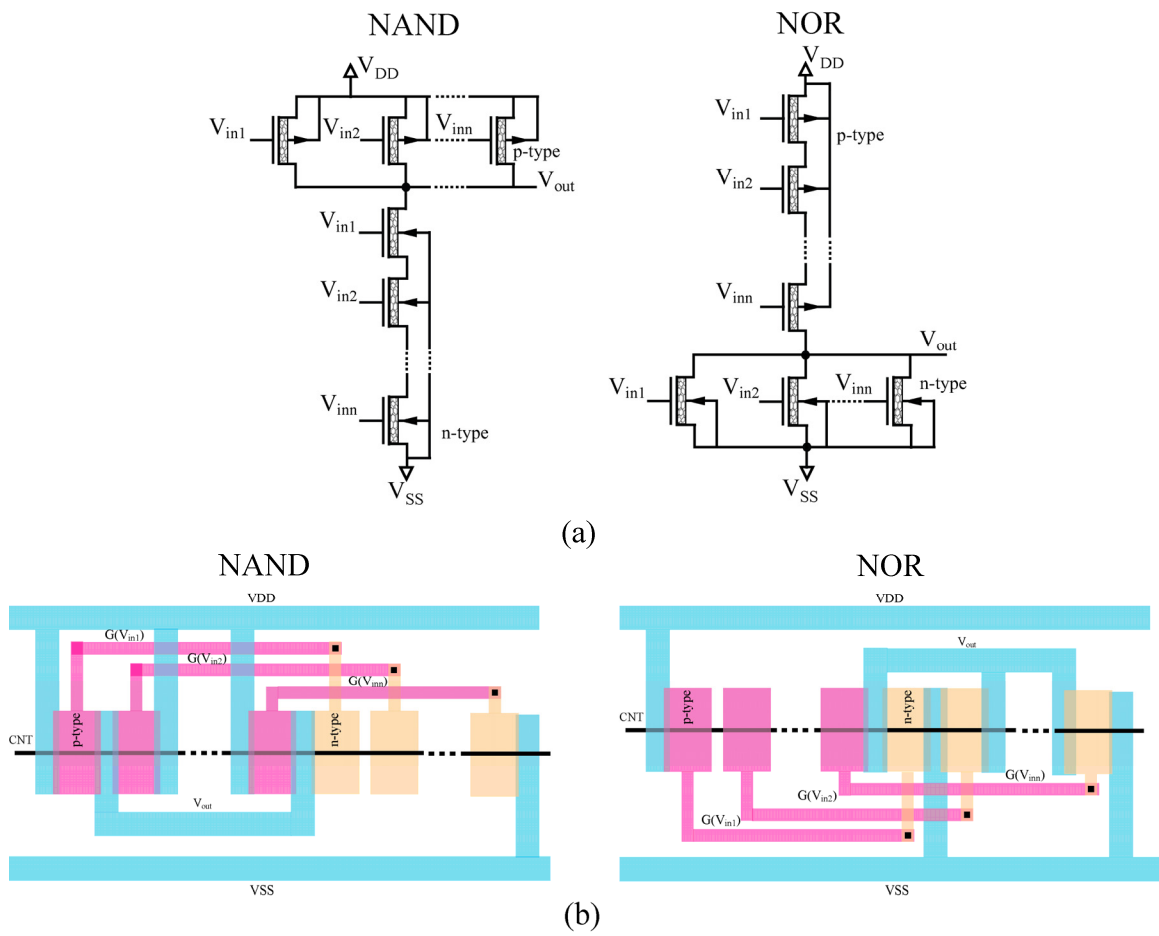 NAND
NOR
VDD
VDD
Vin1
Vin2
Vinn
p-type
Vout
Vin1
Vin2
Vinn
n-type
VSS
Vin1
p-type
Vin2
Vinn
Vout
Vin1
Vin2
Vinn
n-type
VSS
(a)
NAND
NOR
VDD
G(Vin1)
G(Vin2)
G(Vinn)
p-type
n-type
CNT
Vout
VSS
VDD
Vout
p-type
n-type
CNT
G(Vinn)
G(Vin2)
G(Vin1)
VSS
(b)